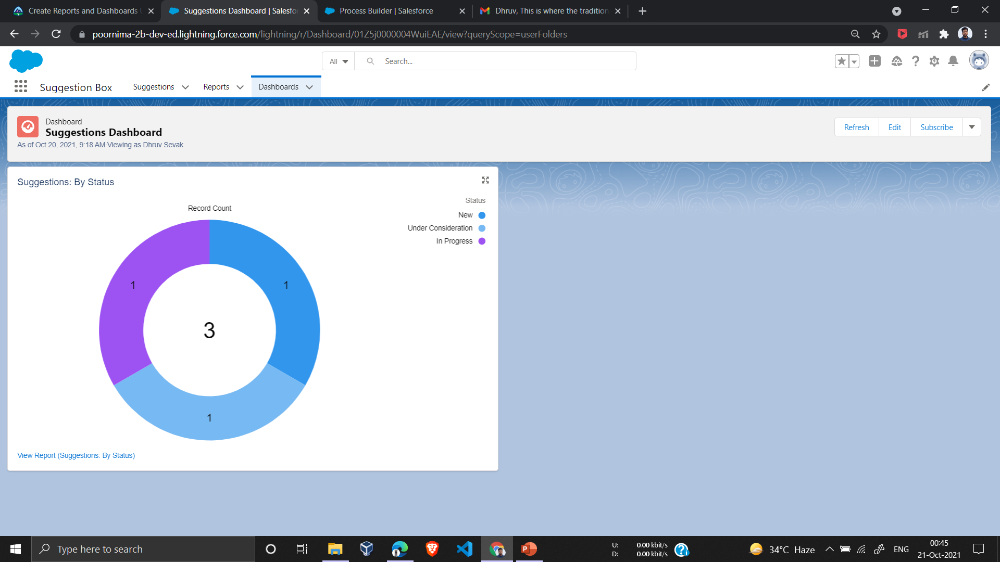 Create Reports and Dashboards
Suggestions Dashboard | Salesfo
Process Builder | Salesforce
Dhruv, This is where the tradition
poornima-2b-dev-ed.lightning.force.com/lightning/r/Dashboard/01Z5j0000004WuiEAE/view?queryScope=userFolders
All
Search...
Suggestion Box
Suggestions
Reports
Dashboards
Dashboard
Suggestions Dashboard
As of Oct 20, 2021, 9:18 AM·Viewing as Dhruv Sevak
Refresh
Edit
Subscribe
Suggestions: By Status
Status
Record Count
New
Under Consideration
In Progress
1
1
3
1
View Report (Suggestions: By Status)
Type here to search
U: 0.00 kbit/s
D: 0.00 kbit/s
34°C Haze
ENG
00:45
21-Oct-2021